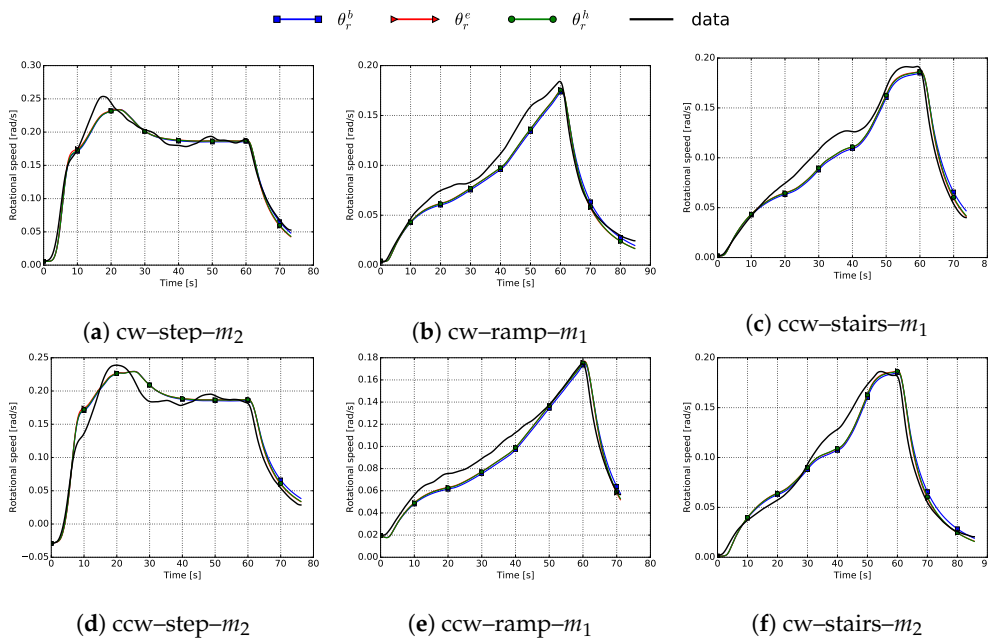 θ_r^b θ_r^e θ_r^h data
0.30
0.25
0.20
0.15
0.10
0.05
0.00
Rotational speed [rad/s]
0 10 20 30 40 50 60 70 80
Time [s]
(a) cw–step–m₂
0.20
0.15
0.10
0.05
0.00
Rotational speed [rad/s]
0 10 20 30 40 50 60 70 80 90
Time [s]
(b) cw–ramp–m₁
0.20
0.15
0.10
0.05
0.00
Rotational speed [rad/s]
0 10 20 30 40 50 60 70 8
Time [s]
(c) ccw–stairs–m₁
0.25
0.20
0.15
0.10
0.05
0.00
−0.05
Rotational speed [rad/s]
0 10 20 30 40 50 60 70 80
Time [s]
(d) ccw–step–m₂
0.18
0.16
0.14
0.12
0.10
0.08
0.06
0.04
0.02
0.00
Rotational speed [rad/s]
0 10 20 30 40 50 60 70 80
Time [s]
(e) ccw–ramp–m₁
0.20
0.15
0.10
0.05
0.00
Rotational speed [rad/s]
0 10 20 30 40 50 60 70 80 9
Time [s]
(f) cw–stairs–m₂